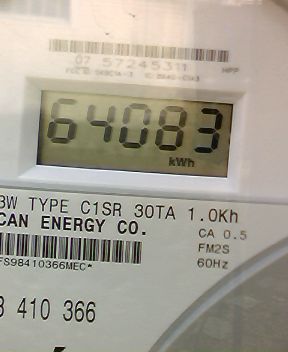 07 57245311
HPP
64083
kWh
3W TYPE C1SR 30TA 1.0Kh
CAN ENERGY CO.
CA 0.5
FM2S
60Hz
FS98410366MEC*
3 410 366